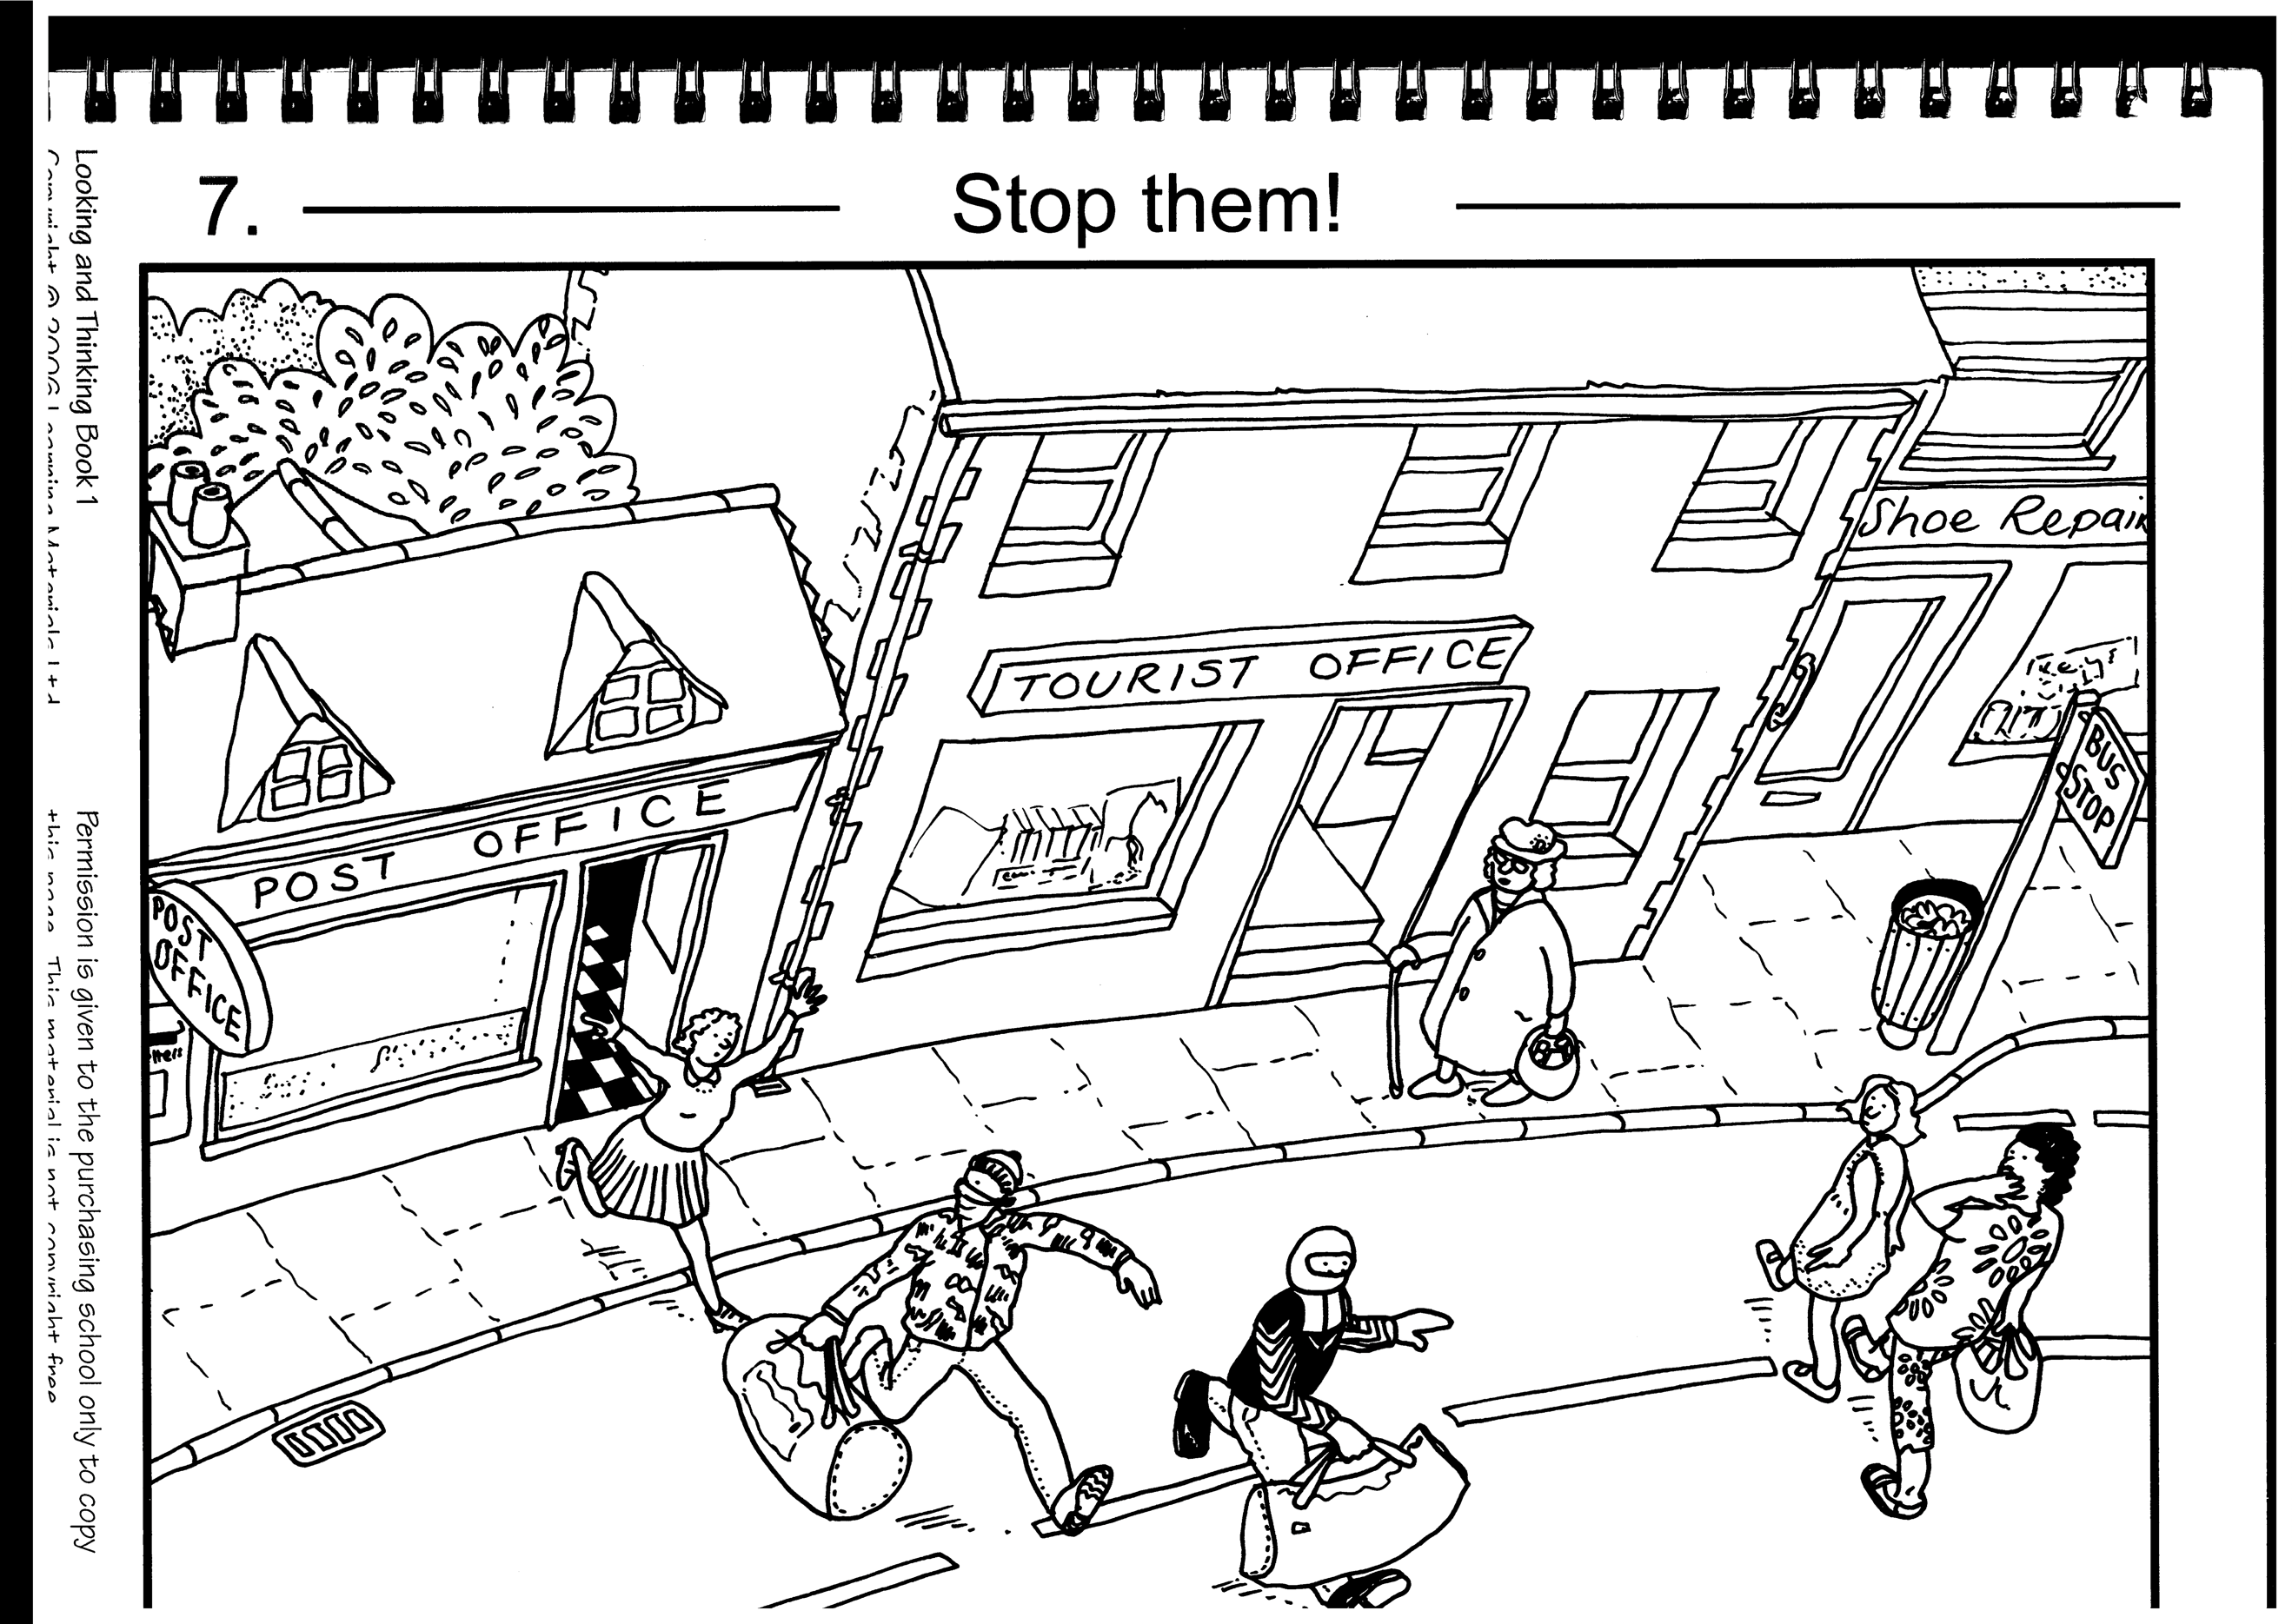 7.
Stop them!
Looking and Thinking Book 1
Permission is given to the purchasing school only to copy
POST OFFICE
POST
OFFICE
TOURIST OFFICE
Shoe Repair
BUS
STOP